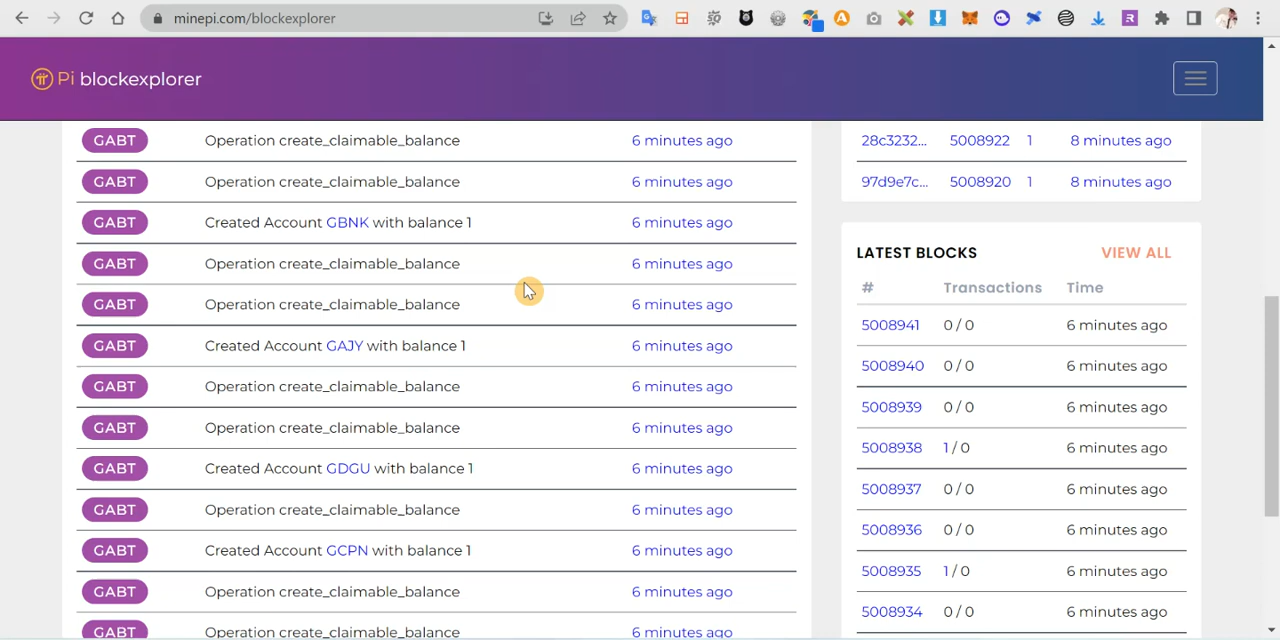 minepi.com/blockexplorer
Pi blockexplorer
GABT Operation create_claimable_balance 6 minutes ago
GABT Operation create_claimable_balance 6 minutes ago
GABT Created Account GBNK with balance 1 6 minutes ago
GABT Operation create_claimable_balance 6 minutes ago
GABT Operation create_claimable_balance 6 minutes ago
GABT Created Account GAJY with balance 1 6 minutes ago
GABT Operation create_claimable_balance 6 minutes ago
GABT Operation create_claimable_balance 6 minutes ago
GABT Created Account GDGU with balance 1 6 minutes ago
GABT Operation create_claimable_balance 6 minutes ago
GABT Created Account GCPN with balance 1 6 minutes ago
GABT Operation create_claimable_balance 6 minutes ago
GABT Operation create_claimable_balance 6 minutes ago
28c3232... 5008922 1 8 minutes ago
97d9e7c... 5008920 1 8 minutes ago
LATEST BLOCKS VIEW ALL
# Transactions Time
5008941 0 / 0 6 minutes ago
5008940 0 / 0 6 minutes ago
5008939 0 / 0 6 minutes ago
5008938 1 / 0 6 minutes ago
5008937 0 / 0 6 minutes ago
5008936 0 / 0 6 minutes ago
5008935 1 / 0 6 minutes ago
5008934 0 / 0 6 minutes ago